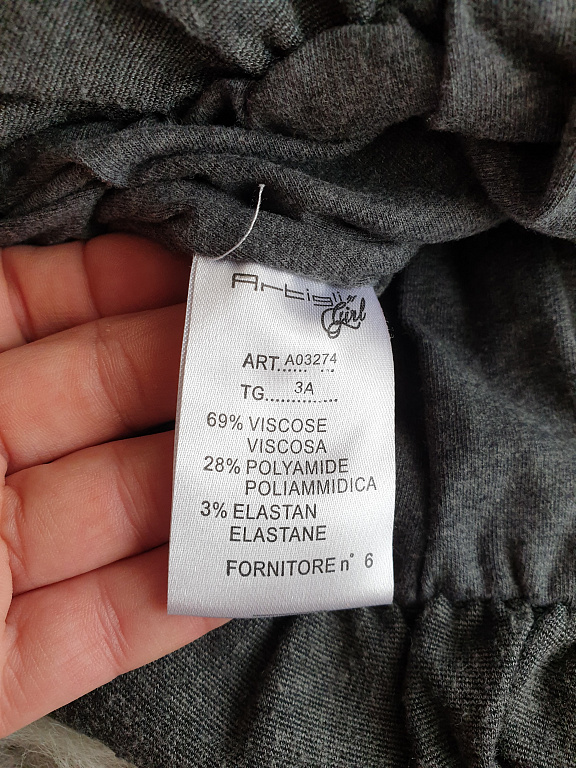 Artigli
Girl
ART. A03274
TG. 3A
69% VISCOSE
VISCOSA
28% POLYAMIDE
POLIAMMIDICA
3% ELASTAN
ELASTANE
FORNITORE n° 6